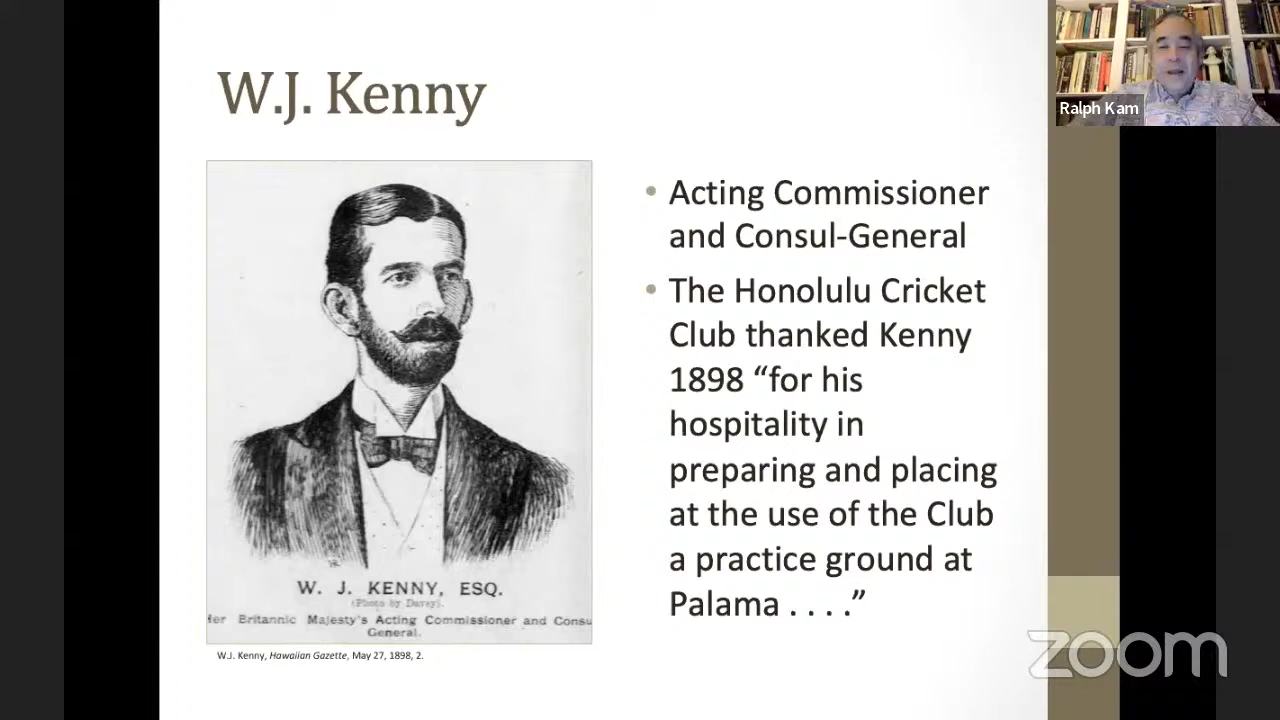 W.J. Kenny
Ralph Kam
• Acting Commissioner
and Consul-General
• The Honolulu Cricket
Club thanked Kenny
1898 “for his
hospitality in
preparing and placing
at the use of the Club
a practice ground at
Palama . . . .”
W. J. KENNY, ESQ.
(Photo by Davey).
Her Britannic Majesty's Acting Commissioner and Consu
General.
W.J. Kenny, Hawaiian Gazette, May 27, 1898, 2.
zoom